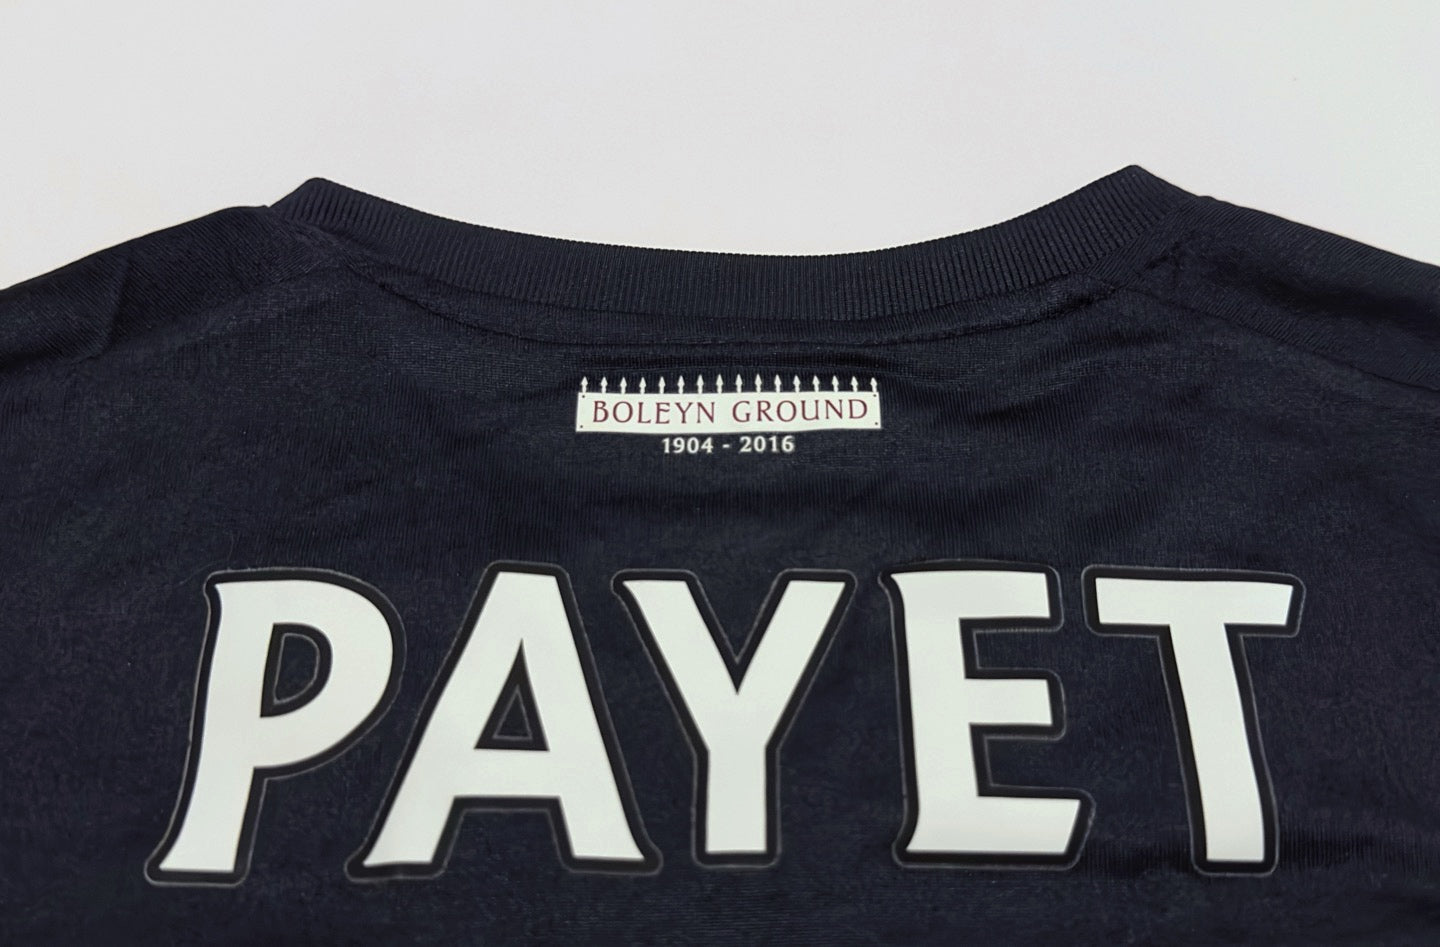 BOLEYN GROUND
1904 - 2016
PAYET